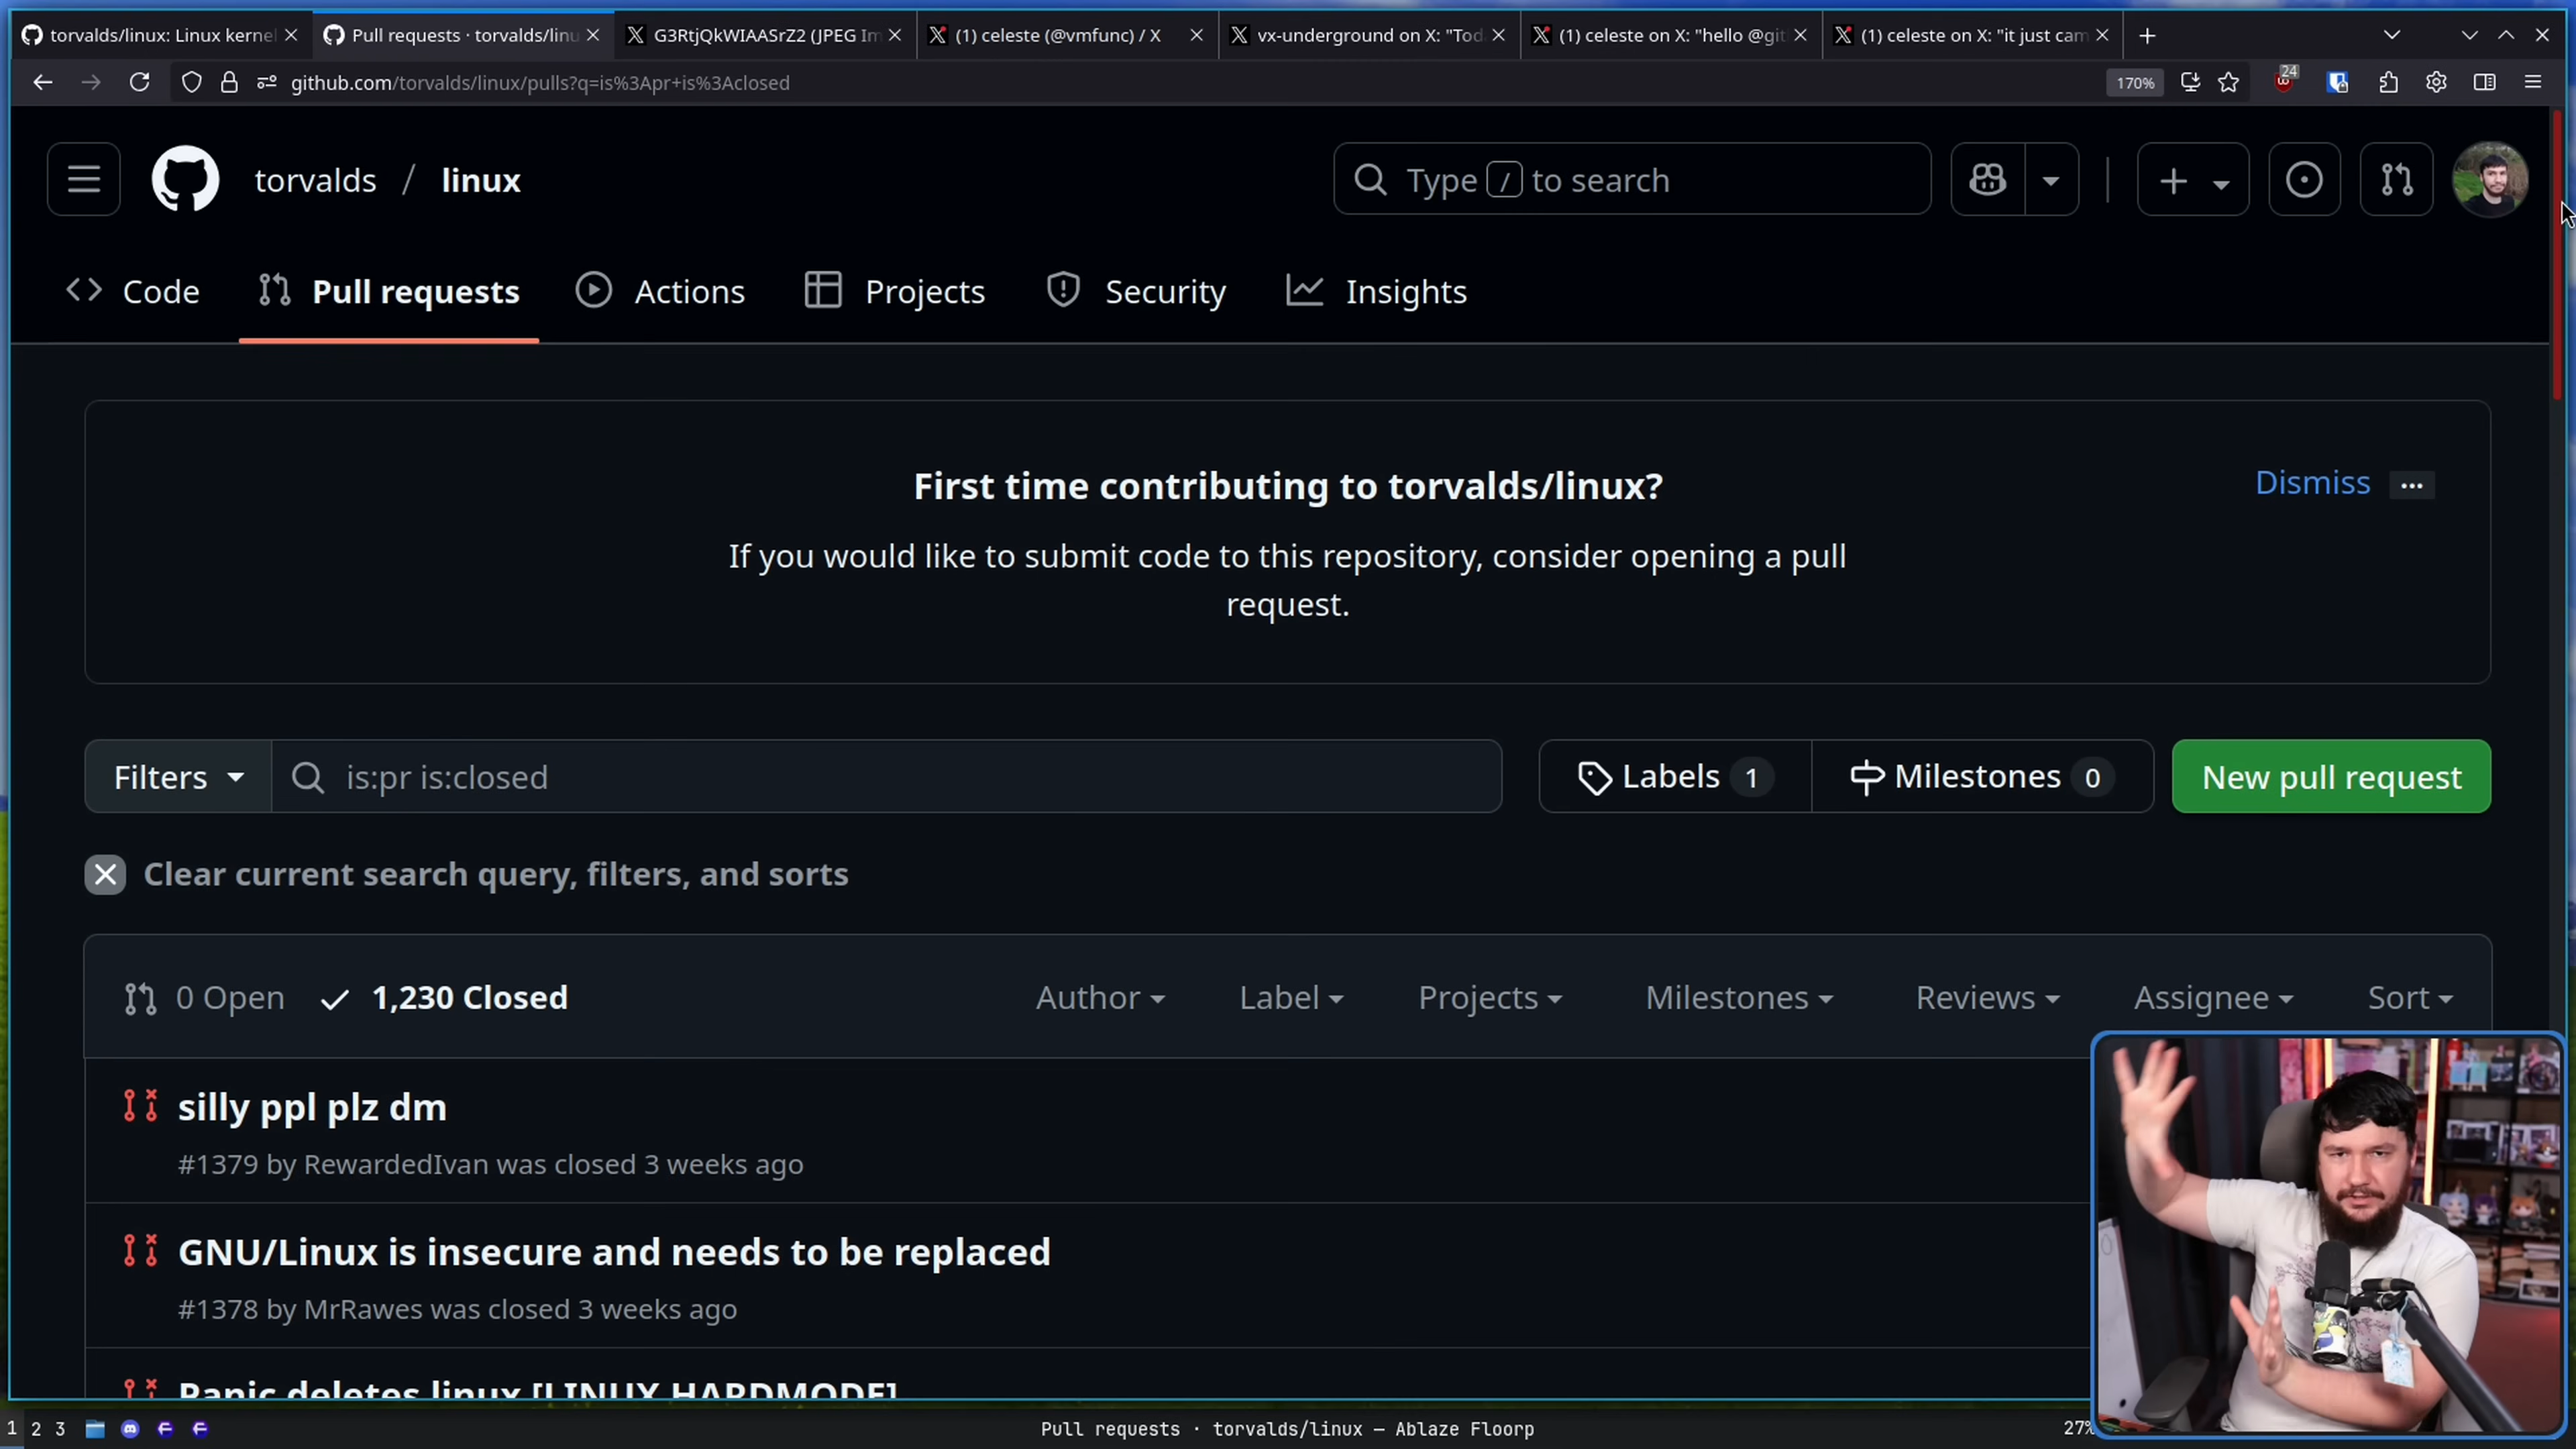 torvalds/linux: Linux kernel
Pull requests · torvalds/linu
G3RtjQkWIAASrZ2 (JPEG Im
(1) celeste (@vmfunc) / X
vx-underground on X: "Tod
(1) celeste on X: "hello @git
(1) celeste on X: "it just cam
github.com/torvalds/linux/pulls?q=is%3Apr+is%3Aclosed
170%
24
torvalds / linux
Type / to search
Code
Pull requests
Actions
Projects
Security
Insights
First time contributing to torvalds/linux?
Dismiss
If you would like to submit code to this repository, consider opening a pull
request.
Filters
is:pr is:closed
Labels 1
Milestones 0
New pull request
Clear current search query, filters, and sorts
0 Open
1,230 Closed
Author
Label
Projects
Milestones
Reviews
Assignee
Sort
silly ppl plz dm
#1379 by RewardedIvan was closed 3 weeks ago
GNU/Linux is insecure and needs to be replaced
#1378 by MrRawes was closed 3 weeks ago
Panic deletes linux [LINUX HARDMODE]
1 2 3
Pull requests · torvalds/linux — Ablaze Floorp
27%